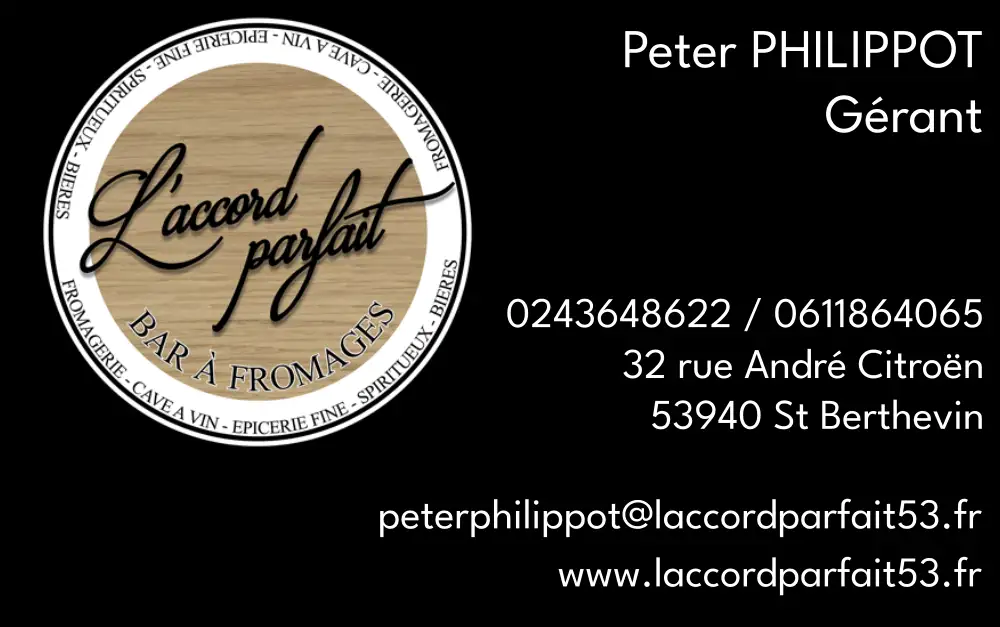 FROMAGERIE - CAVE A VIN - EPICERIE FINE - SPIRITUEUX - BIERES
L'accord
parfait
BAR À FROMAGES
FROMAGERIE - CAVE A VIN - EPICERIE FINE - SPIRITUEUX - BIERES
Peter PHILIPPOT
Gérant
0243648622 / 0611864065
32 rue André Citroën
53940 St Berthevin
peterphilippot@laccordparfait53.fr
www.laccordparfait53.fr